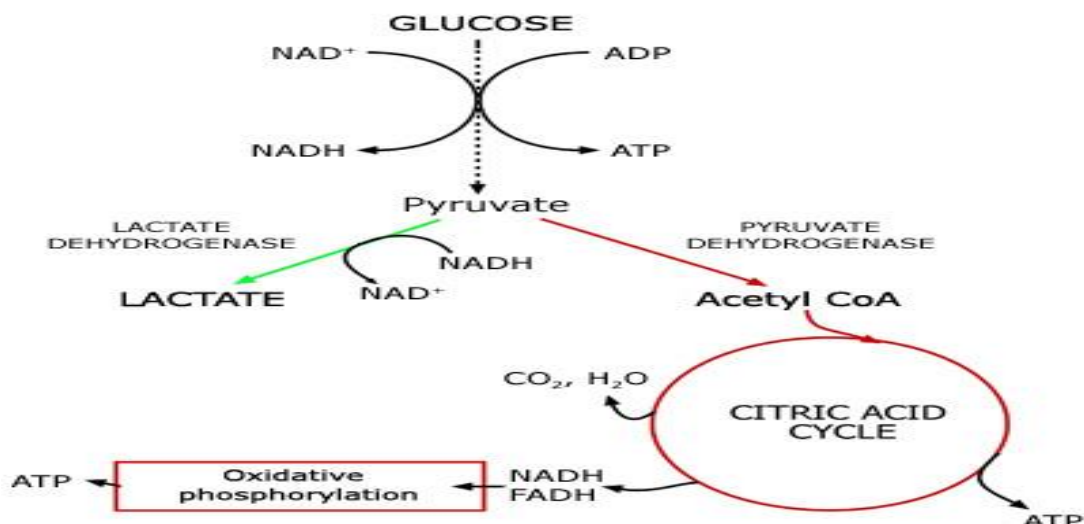 GLUCOSE
NAD⁺
ADP
NADH
ATP
Pyruvate
LACTATE
DEHYDROGENASE
PYRUVATE
DEHYDROGENASE
NADH
NAD⁺
LACTATE
Acetyl CoA
CO₂, H₂O
CITRIC ACID
CYCLE
NADH
FADH
Oxidative
phosphorylation
ATP
ATP